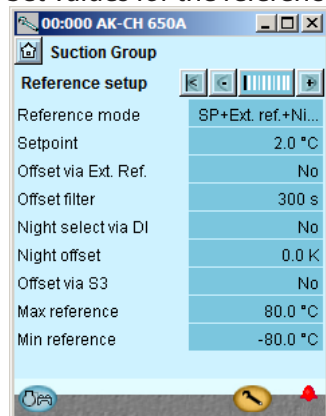 00:000 AK-CH 650A
Suction Group
Reference setup
Reference mode SP+Ext. ref.+Ni...
Setpoint 2.0 °C
Offset via Ext. Ref. No
Offset filter 300 s
Night select via DI No
Night offset 0.0 K
Offset via S3 No
Max reference 80.0 °C
Min reference -80.0 °C